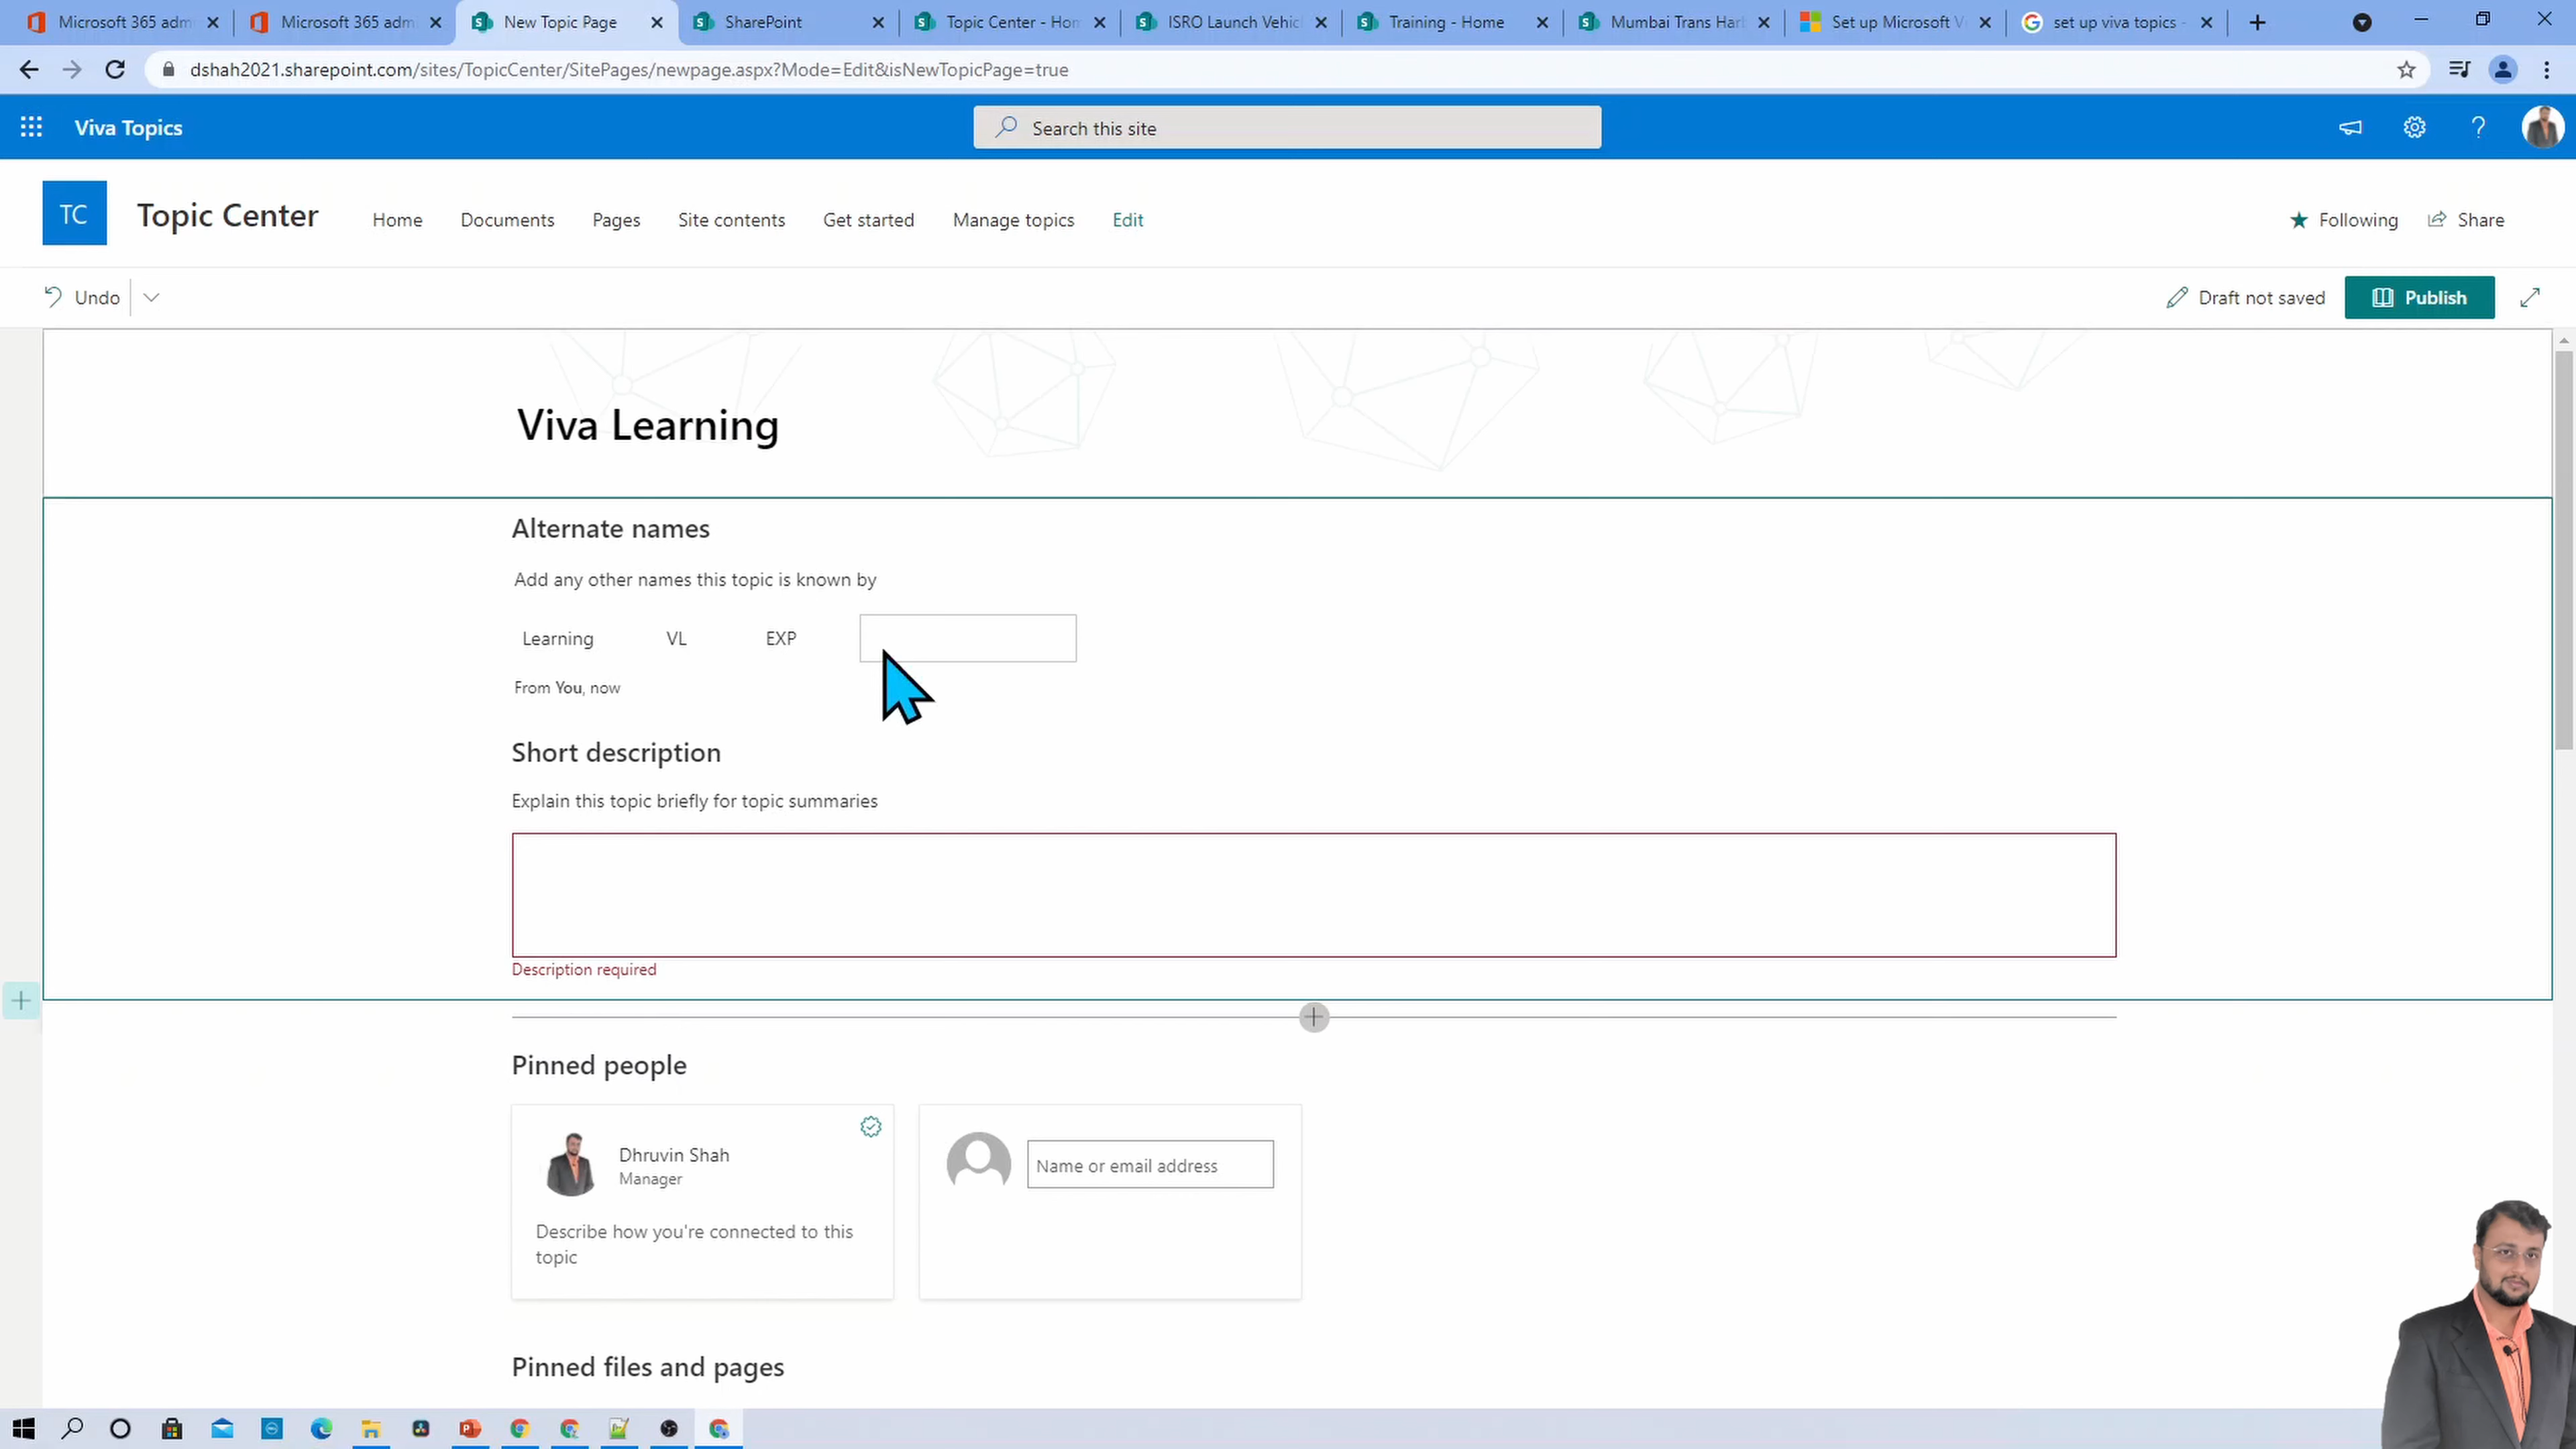 Microsoft 365 adm
Microsoft 365 adm
New Topic Page
SharePoint
Topic Center - Hom
ISRO Launch Vehicl
Training - Home
Mumbai Trans Har
Set up Microsoft V
set up viva topics -
dshah2021.sharepoint.com/sites/TopicCenter/SitePages/newpage.aspx?Mode=Edit&isNewTopicPage=true
Viva Topics
Search this site
TC
Topic Center
Home
Documents
Pages
Site contents
Get started
Manage topics
Edit
Following
Share
Undo
Draft not saved
Publish
Viva Learning
Alternate names
Add any other names this topic is known by
Learning
VL
EXP
From You, now
Short description
Explain this topic briefly for topic summaries
Description required
Pinned people
Dhruvin Shah
Manager
Describe how you're connected to this
topic
Name or email address
Pinned files and pages